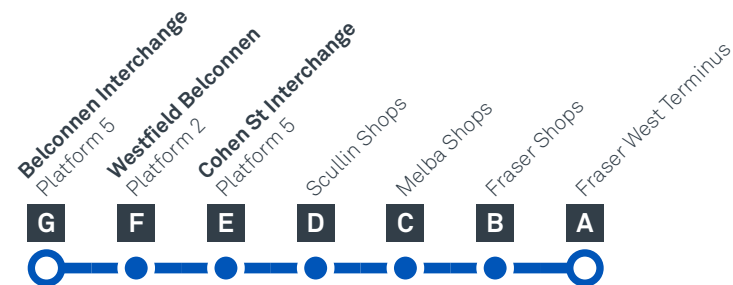 Belconnen Interchange
Platform 5
Westfield Belconnen
Platform 2
Cohen St Interchange
Platform 5
Scullin Shops
Melba Shops
Fraser Shops
Fraser West Terminus
G
F
E
D
C
B
A